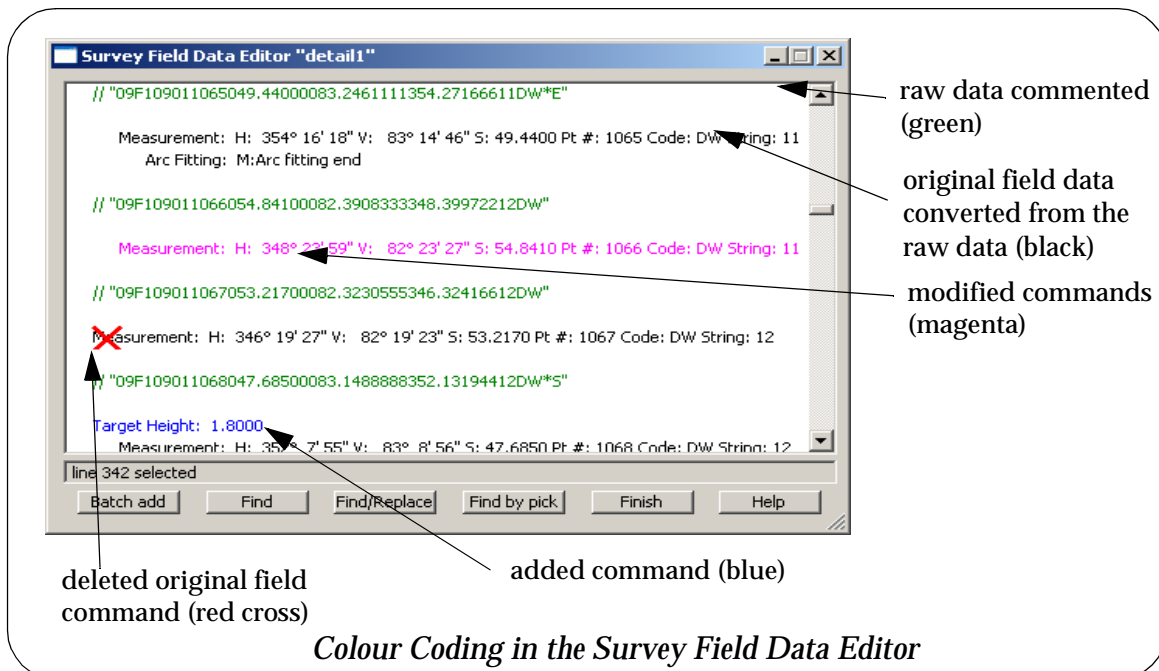 Survey Field Data Editor "detail1"
// "09F109011065049.44000083.2461111354.27166611DW*E"
Measurement: H: 354° 16' 18" V: 83° 14' 46" S: 49.4400 Pt #: 1065 Code: DW String: 11
Arc Fitting: M:Arc fitting end
// "09F109011066054.84100082.3908333348.39972212DW"
Measurement: H: 348° 23' 59" V: 82° 23' 27" S: 54.8410 Pt #: 1066 Code: DW String: 11
// "09F109011067053.21700082.3230555346.32416612DW"
Measurement: H: 346° 19' 27" V: 82° 19' 23" S: 53.2170 Pt #: 1067 Code: DW String: 12
// "09F109011068047.68500083.1488888352.13194412DW*S"
Target Height: 1.8000
Measurement: H: 352° 7' 55" V: 83° 8' 56" S: 47.6850 Pt #: 1068 Code: DW String: 12
line 342 selected
Batch add Find Find/Replace Find by pick Finish Help
raw data commented
(green)
original field data
converted from the
raw data (black)
modified commands
(magenta)
deleted original field
command (red cross)
added command (blue)
Colour Coding in the Survey Field Data Editor